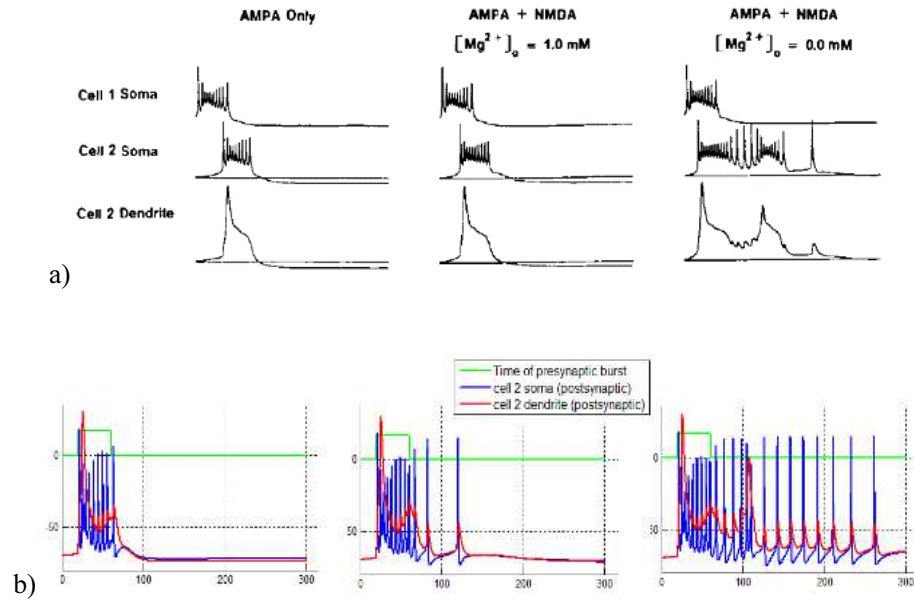 AMPA Only
AMPA + NMDA
[Mg2+]o = 1.0 mM
AMPA + NMDA
[Mg2+]o = 0.0 mM
Cell 1 Soma
Cell 2 Soma
Cell 2 Dendrite
a)
Time of presynaptic burst
cell 2 soma (postsynaptic)
cell 2 dendrite (postsynaptic)
0
-50
0
100
200
300
0
-50
0
100
200
300
0
-50
0
100
200
300
b)